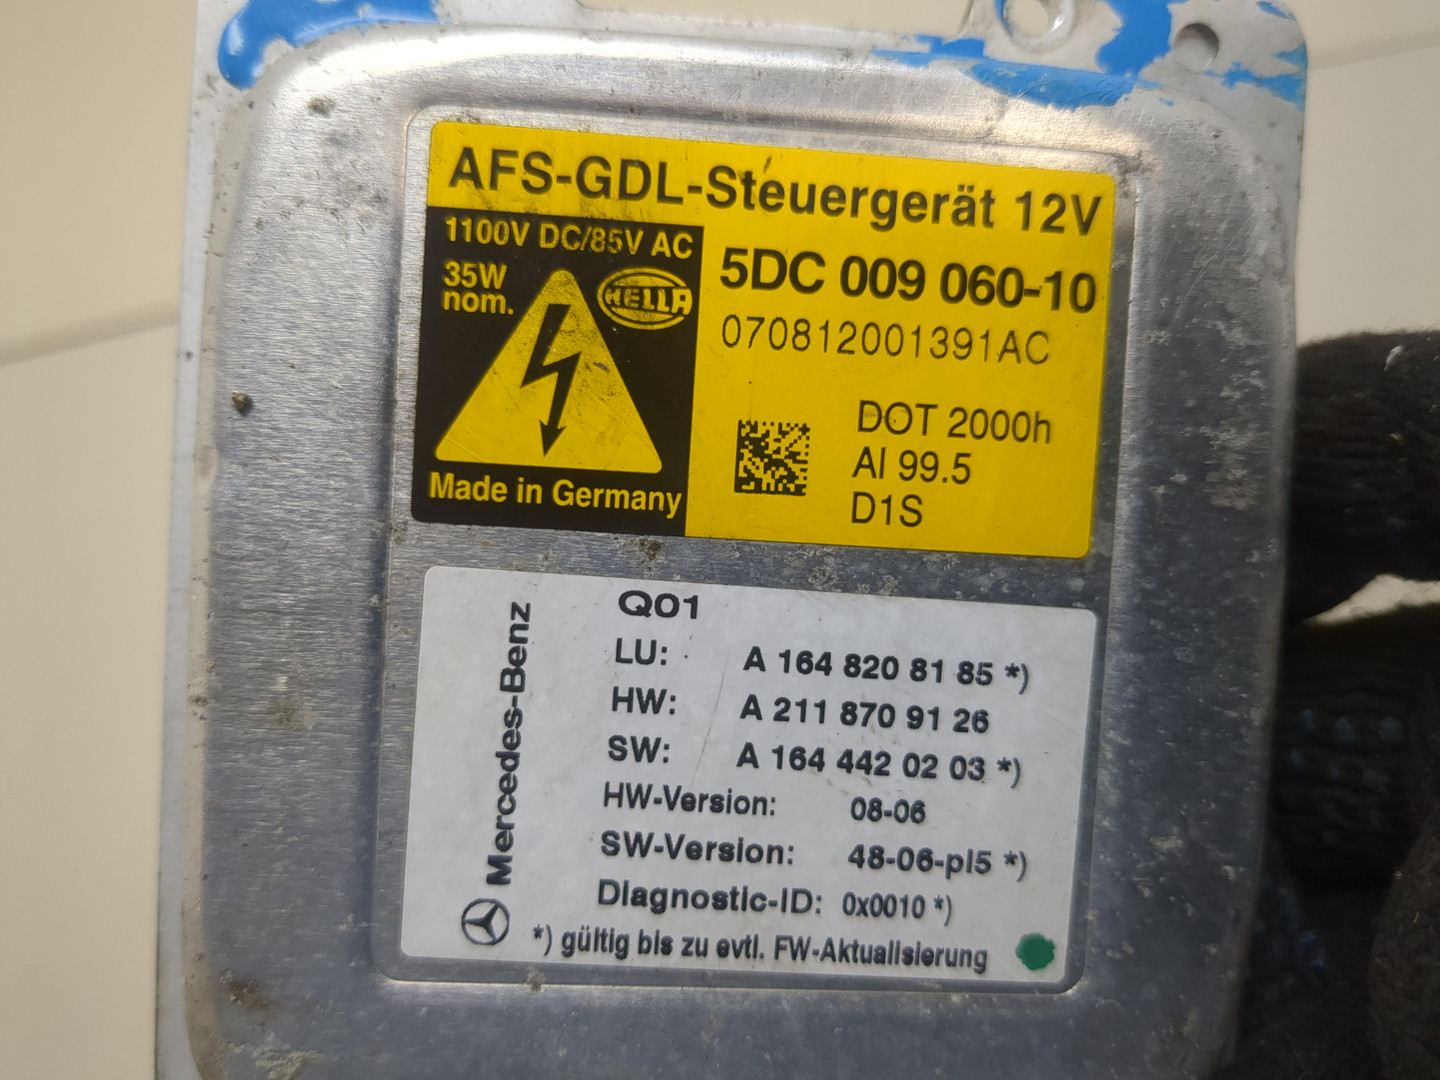 AFS-GDL-Steuergerät 12V
1100V DC/85V AC
35W
nom.
HELLA
Made in Germany
5DC 009 060-10
070812001391AC
DOT 2000h
Al 99.5
D1S
Mercedes-Benz
Q01
LU: A 164 820 81 85 *)
HW: A 211 870 91 26
SW: A 164 442 02 03 *)
HW-Version: 08-06
SW-Version: 48-06-pl5 *)
Diagnostic-ID: 0x0010 *)
*) gültig bis zu evtl. FW-Aktualisierung